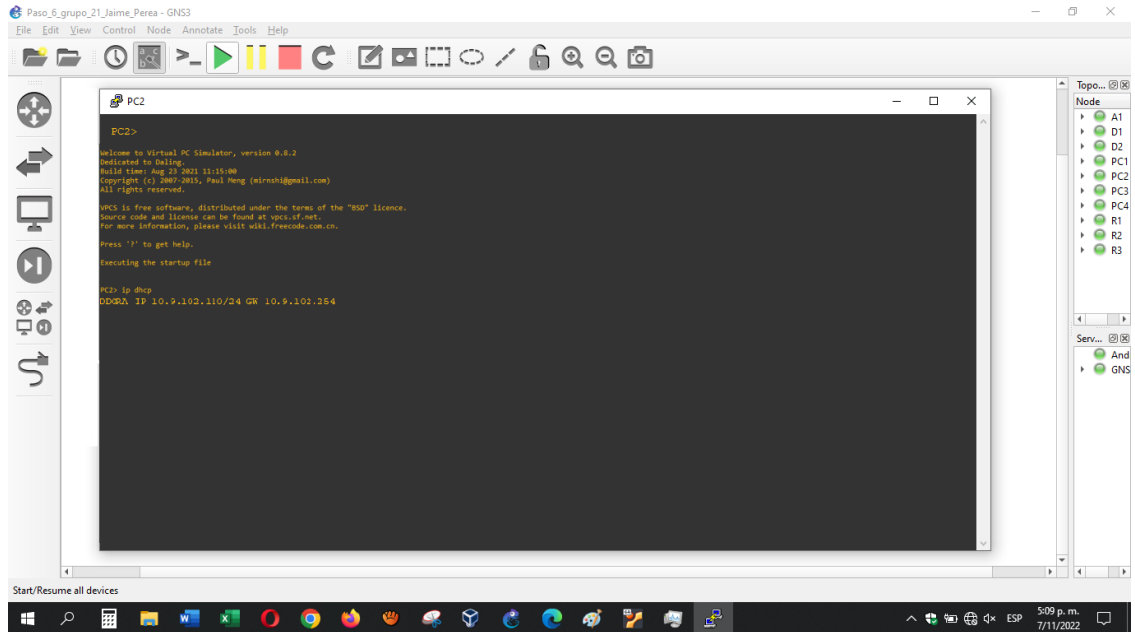 Paso_6_grupo_21_Jaime_Perea - GNS3
File Edit View Control Node Annotate Tools Help
PC2
PC2>
Welcome to Virtual PC Simulator, version 0.8.2
Dedicated to Daling.
Build time: Aug 23 2021 11:15:00
Copyright (c) 2007-2015, Paul Meng (mirnshi@gmail.com)
All rights reserved.
VPCS is free software, distributed under the terms of the "BSD" licence.
Source code and license can be found at vpcs.sf.net.
For more information, please visit wiki.freecode.com.cn.
Press '?' to get help.
Executing the startup file
PC2> ip dhcp
DDORA IP 10.9.102.110/24 GW 10.9.102.254
Topo...
Node
A1
D1
D2
PC1
PC2
PC3
PC4
R1
R2
R3
Serv...
And
GNS
Start/Resume all devices
ESP
5:09 p. m.
7/11/2022